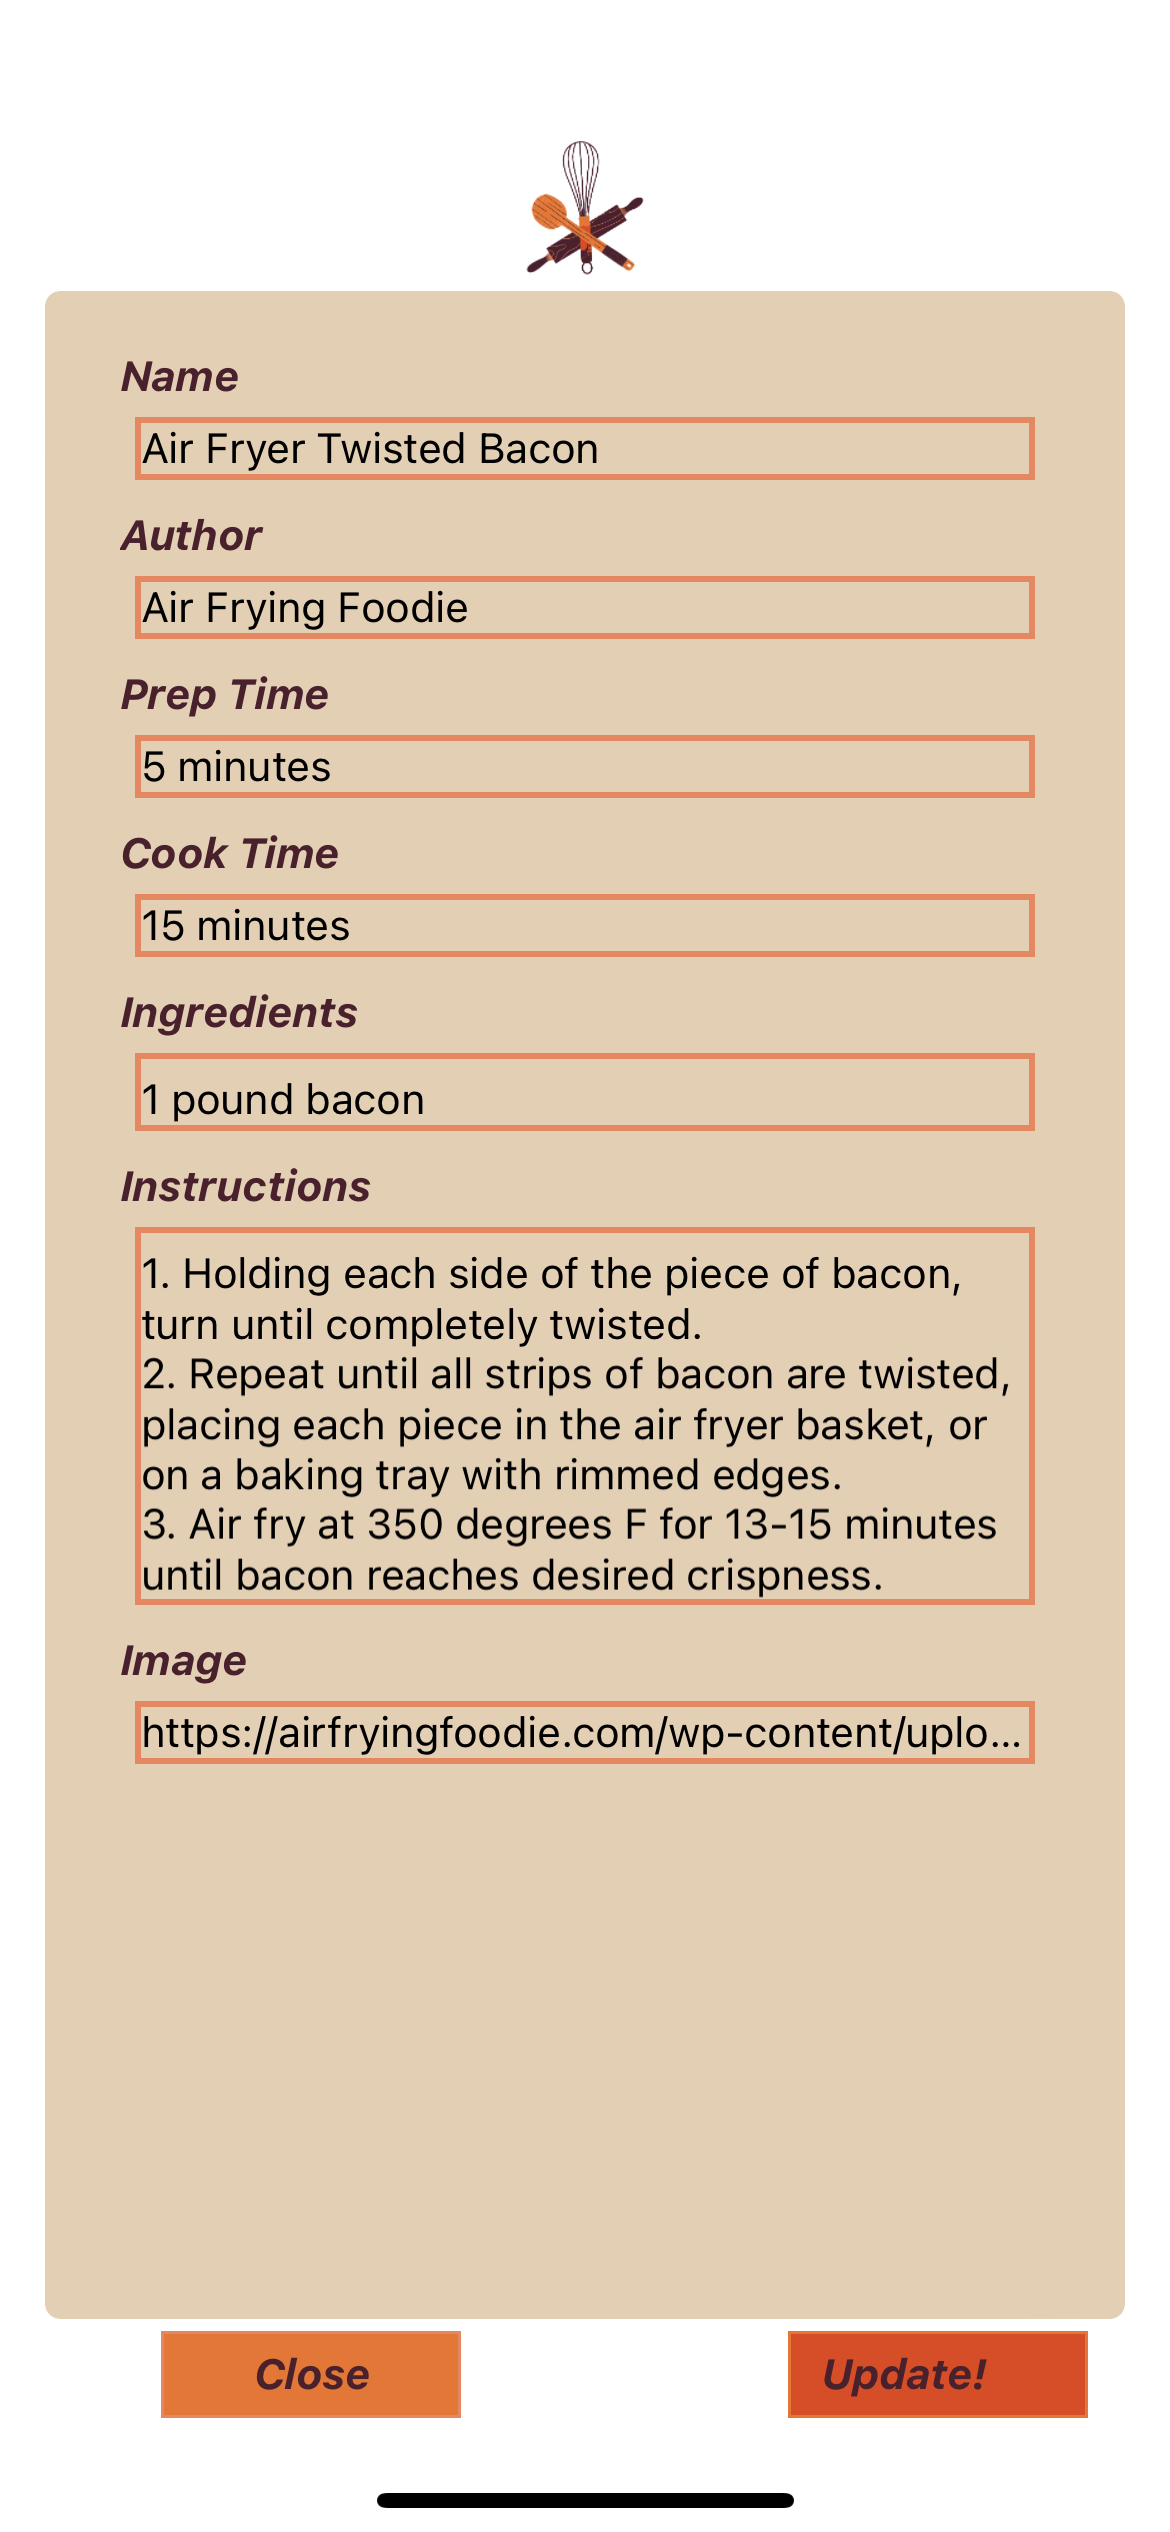 Name
Air Fryer Twisted Bacon
Author
Air Frying Foodie
Prep Time
5 minutes
Cook Time
15 minutes
Ingredients
1 pound bacon
Instructions
1. Holding each side of the piece of bacon,
turn until completely twisted.
2. Repeat until all strips of bacon are twisted,
placing each piece in the air fryer basket, or
on a baking tray with rimmed edges.
3. Air fry at 350 degrees F for 13-15 minutes
until bacon reaches desired crispness.
Image
https://airfryingfoodie.com/wp-content/uplo...
Close
Update!